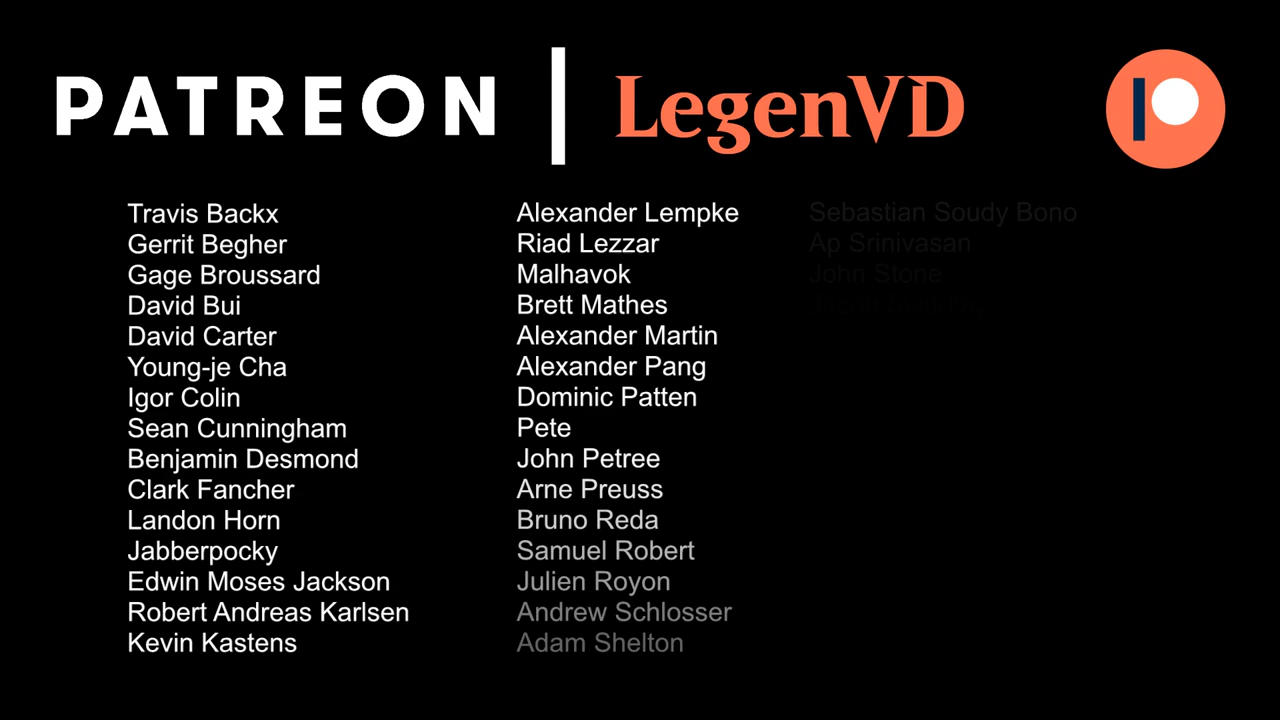 PATREON | LegenVD
Travis Backx
Gerrit Begher
Gage Broussard
David Bui
David Carter
Young-je Cha
Igor Colin
Sean Cunningham
Benjamin Desmond
Clark Fancher
Landon Horn
Jabberpocky
Edwin Moses Jackson
Robert Andreas Karlsen
Kevin Kastens
Alexander Lempke
Riad Lezzar
Malhavok
Brett Mathes
Alexander Martin
Alexander Pang
Dominic Patten
Pete
John Petree
Arne Preuss
Bruno Reda
Samuel Robert
Julien Royon
Andrew Schlosser
Adam Shelton
Sebastian Soudy Bono
Ap Srinivasan
John Stone